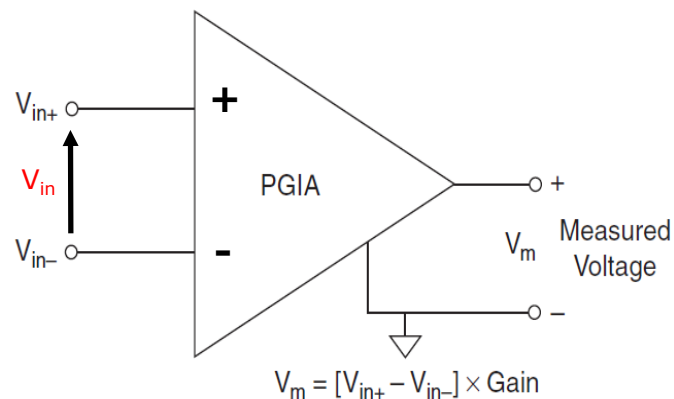 Vin+
+
Vin
PGIA
+
Vm
Measured
Voltage
Vin–
-
–
Vm = [Vin+ – Vin–] × Gain